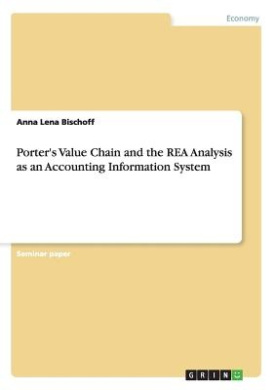 Economy
Anna Lena Bischoff
Porter's Value Chain and the REA Analysis
as an Accounting Information System
Seminar paper
GRIN